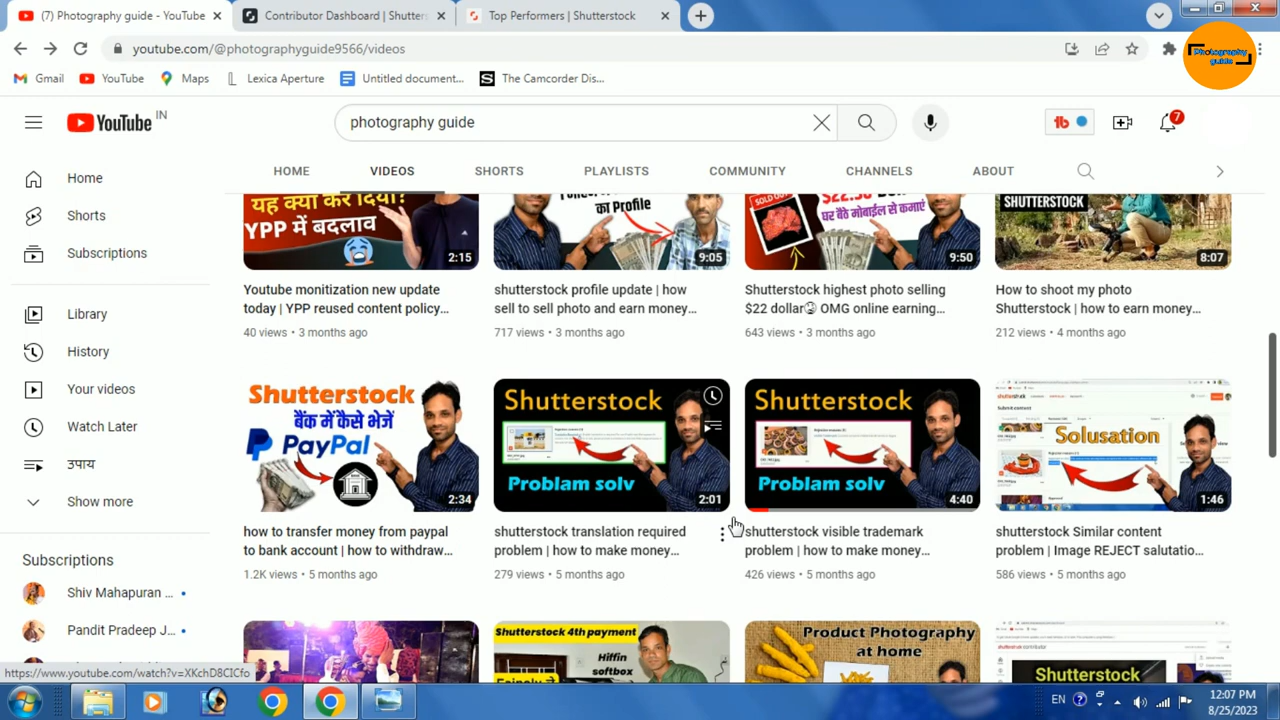 (7) Photography guide - YouTube
Contributor Dashboard | Shutters
Top Performers | Shutterstock
youtube.com/@photographyguide9566/videos
Photography
guide
Gmail
YouTube
Maps
Lexica Aperture
Untitled document...
The Camcorder Dis...
YouTube IN
photography guide
7
HOME
VIDEOS
SHORTS
PLAYLISTS
COMMUNITY
CHANNELS
ABOUT
Home
Shorts
Subscriptions
Library
History
Your videos
Watch Later
उपाय
Show more
Subscriptions
Shiv Mahapuran ...
Pandit Pradeep J...
यह क्या कर दिया?
YPP में बदलाव
2:15
का Profile
9:05
SOLD OUT
घर बैठे मोबाईल से कमाएं
9:50
SHUTTERSTOCK
8:07
Youtube monitization new update
today | YPP reused content policy...
40 views • 3 months ago
shutterstock profile update | how
sell to sell photo and earn money...
717 views • 3 months ago
Shutterstock highest photo selling
$22 dollar😲 OMG online earning...
643 views • 3 months ago
How to shoot my photo
Shutterstock | how to earn money...
212 views • 4 months ago
Shutterstock
PayPal
2:34
Shutterstock
Problam solv
2:01
Shutterstock
Problam solv
4:40
Solusation
1:46
how to transfer money from paypal
to bank account | how to withdraw...
1.2K views • 5 months ago
shutterstock translation required
problem | how to make money...
279 views • 5 months ago
shutterstock visible trademark
problem | how to make money...
426 views • 5 months ago
shutterstock Similar content
problem | Image REJECT salutatio...
586 views • 5 months ago
Shutterstock 4th payment
Hiffin
sandbox
Product Photography
at home
Shutterstock
https://www.youtube.com/watch?v=XKchD8CICfo
EN
12:07 PM
8/25/2023